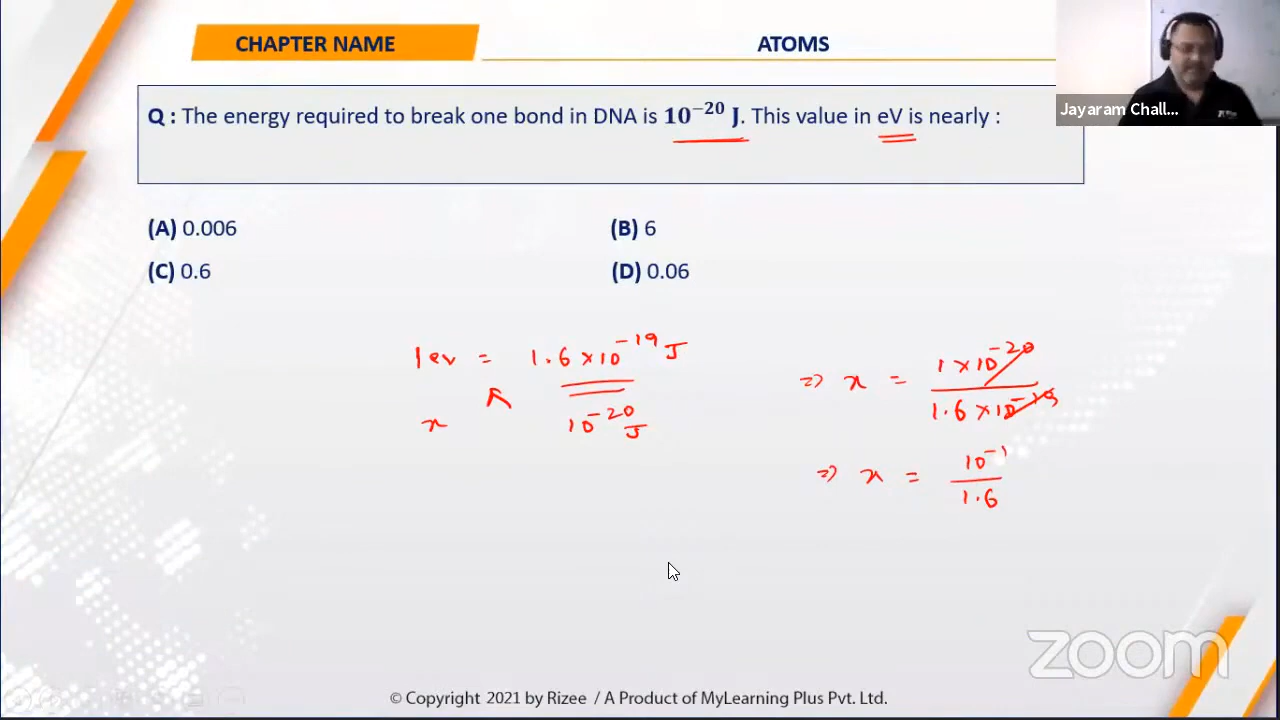 CHAPTER NAME
ATOMS
Jayaram Chall...
Q : The energy required to break one bond in DNA is 10⁻²⁰ J. This value in eV is nearly :
(A) 0.006
(B) 6
(C) 0.6
(D) 0.06
1ev = 1.6 × 10⁻¹⁹ J
x 10⁻²⁰ J
⇒ x = 1 × 10⁻²⁰ / 1.6 × 10⁻¹⁹
⇒ x = 10⁻¹ / 1.6
zoom
© Copyright 2021 by Rizee / A Product of MyLearning Plus Pvt. Ltd.